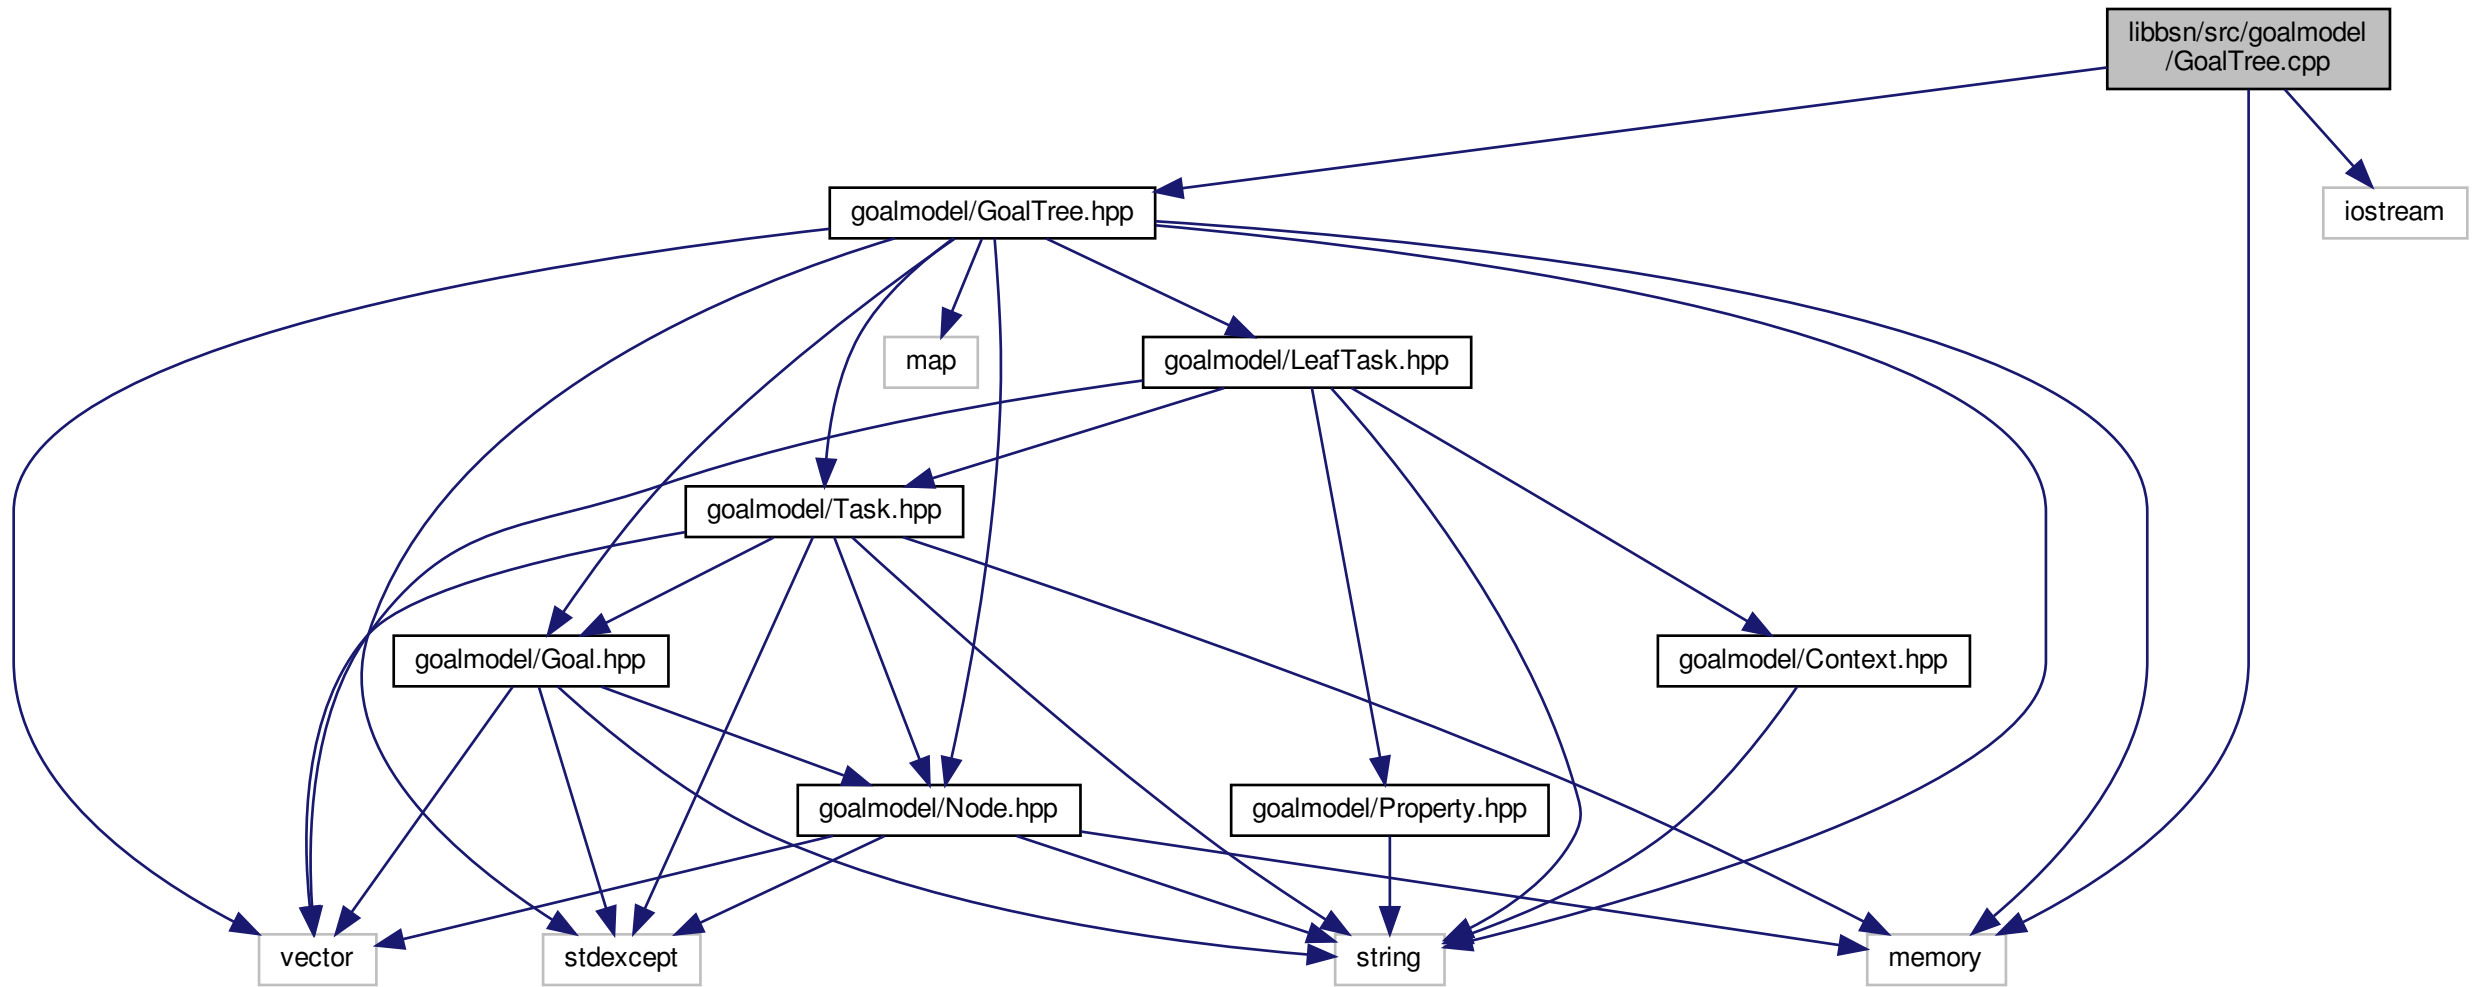 libbsn/src/goalmodel
/GoalTree.cpp
goalmodel/GoalTree.hpp
iostream
map
goalmodel/LeafTask.hpp
goalmodel/Task.hpp
goalmodel/Goal.hpp
goalmodel/Context.hpp
goalmodel/Node.hpp
goalmodel/Property.hpp
vector
stdexcept
string
memory